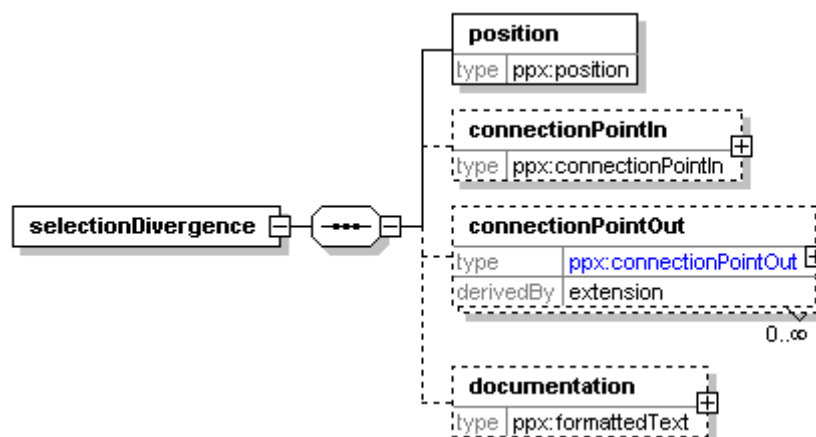 position
type ppx:position
connectionPointIn
type ppx:connectionPointIn
selectionDivergence
connectionPointOut
type ppx:connectionPointOut
derivedBy extension
0..∞
documentation
type ppx:formattedText